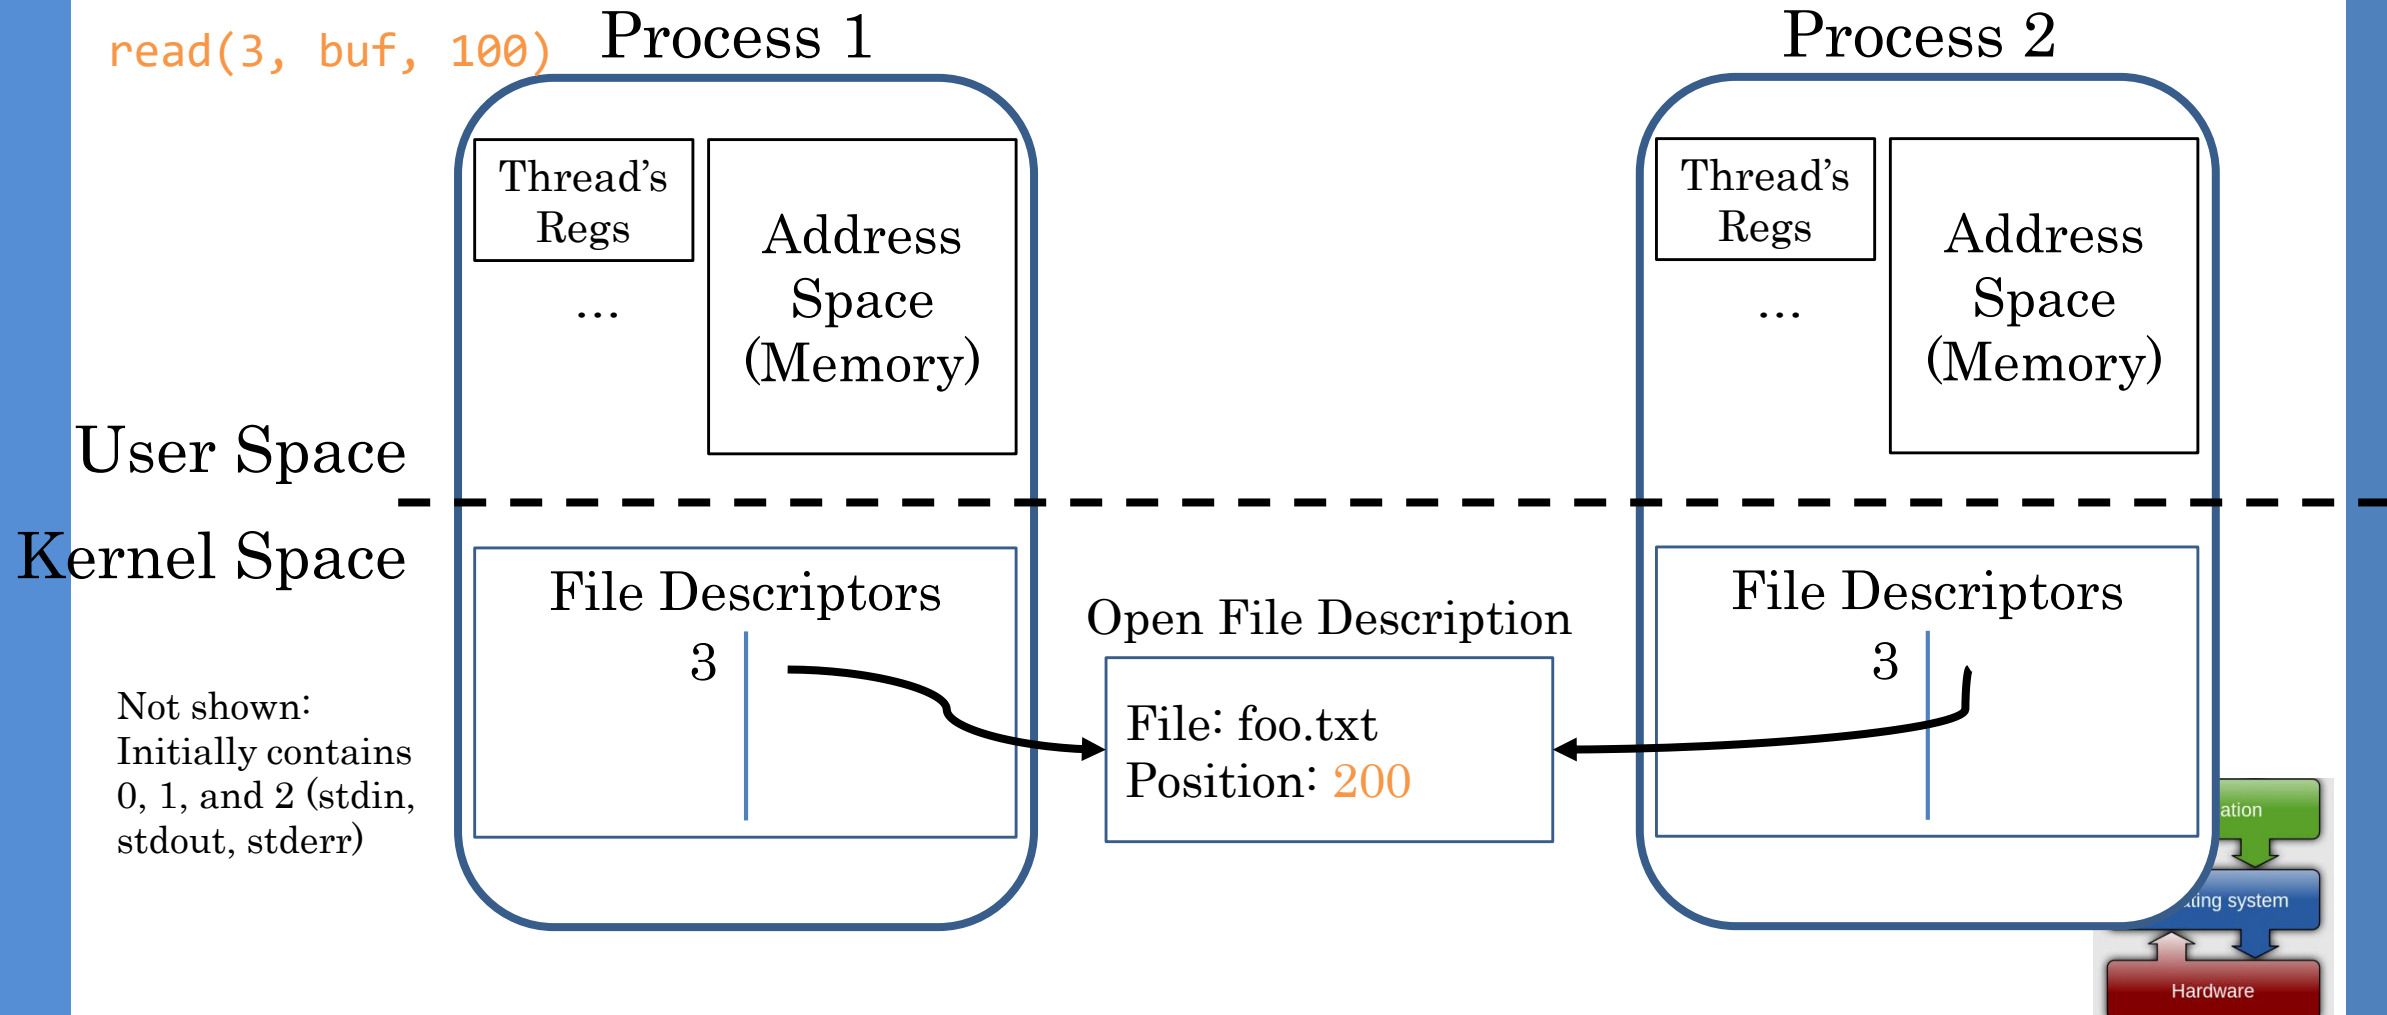 read(3, buf, 100)
Process 1
Process 2
Thread’s
Regs
...
Address
Space
(Memory)
Thread’s
Regs
...
Address
Space
(Memory)
User Space
Kernel Space
File Descriptors
3
Open File Description
File: foo.txt
Position: 200
File Descriptors
3
Not shown:
Initially contains
0, 1, and 2 (stdin,
stdout, stderr)
ation
ting system
Hardware